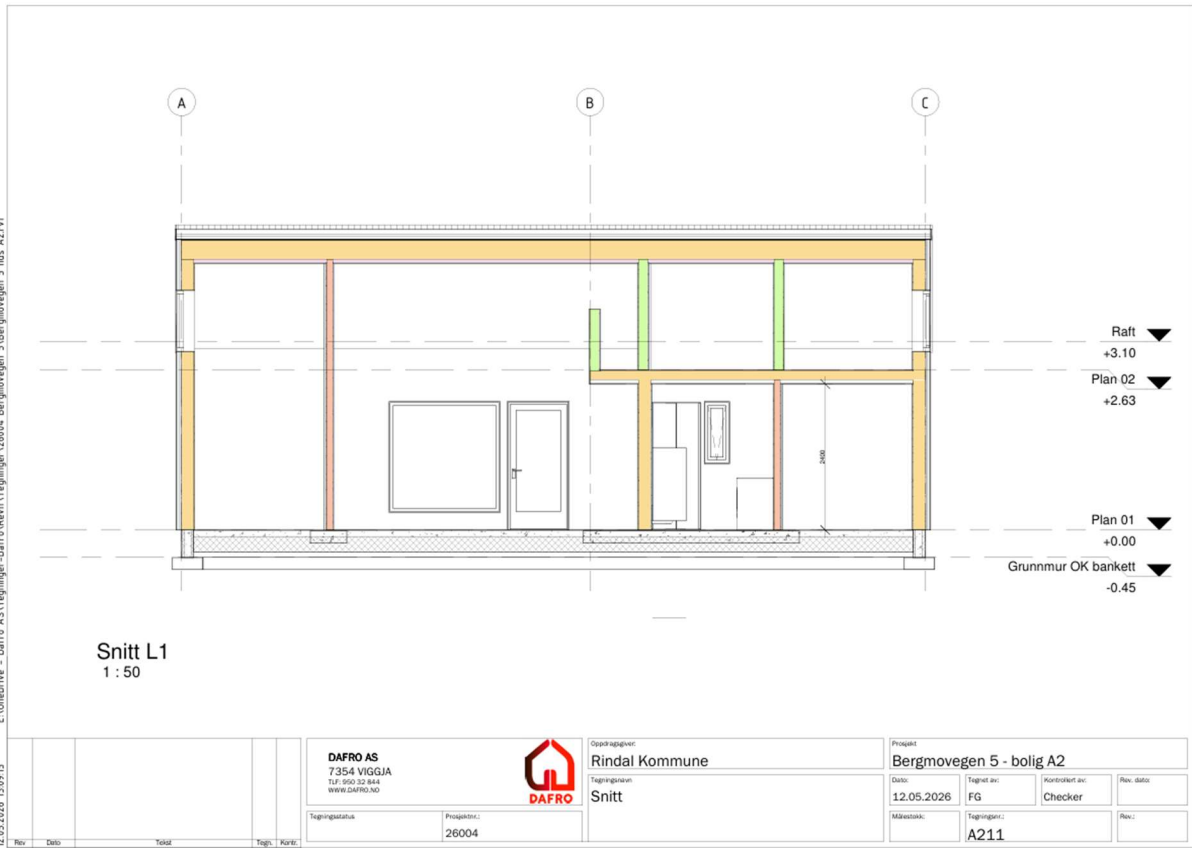 A
B
C
Raft
+3.10
Plan 02
+2.63
2400
Plan 01
+0.00
Grunnmur OK bankett
-0.45
Snitt L1
1 : 50
DAFRO AS
7354 VIGGJA
TLF: 950 32 844
WWW.DAFRO.NO
DAFRO
Oppdragsgiver:
Rindal Kommune
Prosjekt
Bergmovegen 5 - bolig A2
Tegningsnavn
Snitt
Dato:
12.05.2026
Tegnet av:
FG
Kontrollert av:
Checker
Rev. dato:
Tegningsstatus
Prosjektnr.:
26004
Målestokk:
Tegningsnr.:
A211
Rev.:
Rev
Dato
Tekst
Tegn.
Kontr.